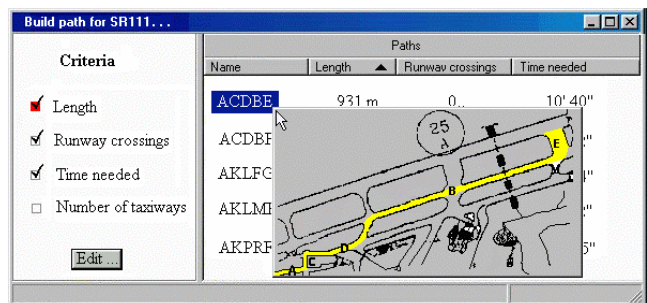 Build path for SR111...
Criteria
Length
Runway crossings
Time needed
Number of taxiways
Edit ...
Paths
Name Length Runway crossings Time needed
ACDBE 931 m 0.. 10' 40"
ACDBF
AKLFG
AKPRF
25
E
M
B
D
C
A